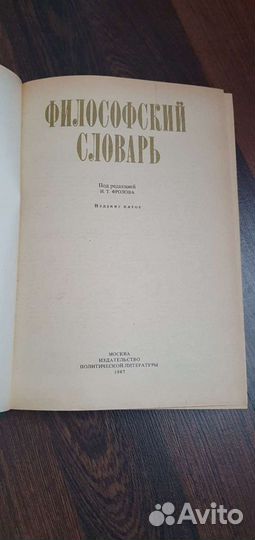 ФИЛОСОФСКИЙ
СЛОВАРЬ
Под редакцией
И. Т. ФРОЛОВА
Издание пятое
МОСКВА
ИЗДАТЕЛЬСТВО
ПОЛИТИЧЕСКОЙ ЛИТЕРАТУРЫ
1987
Avito